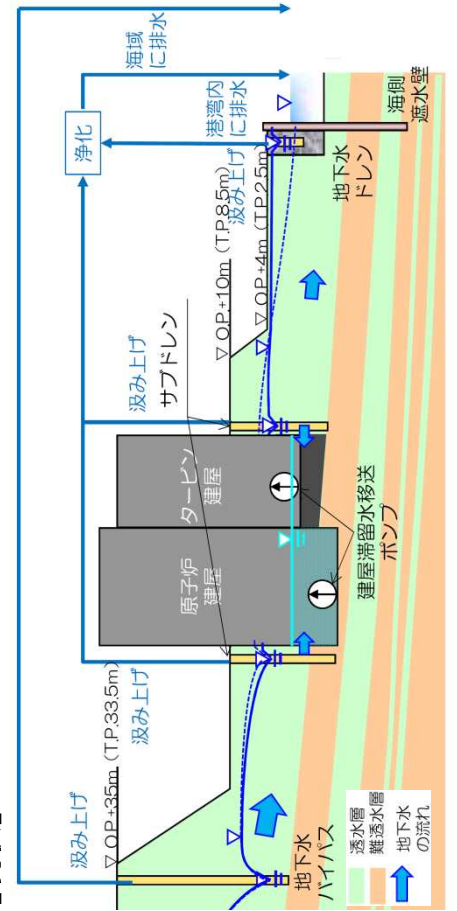 海域
に排水
浄化
港湾内
に排水
汲み上げ
海側
遮水壁
地下水
ドレン
▽O.P.+4m (T.P.2.5m)
▽O.P.+10m (T.P.8.5m)
サブドレン
汲み上げ
タービン
建屋
原子炉
建屋
建屋滞留水移送
ポンプ
汲み上げ
▽O.P.+35m (T.P.33.5m)
汲み上げ
地下水
バイパス
透水層
難透水層
地下水
の流れ